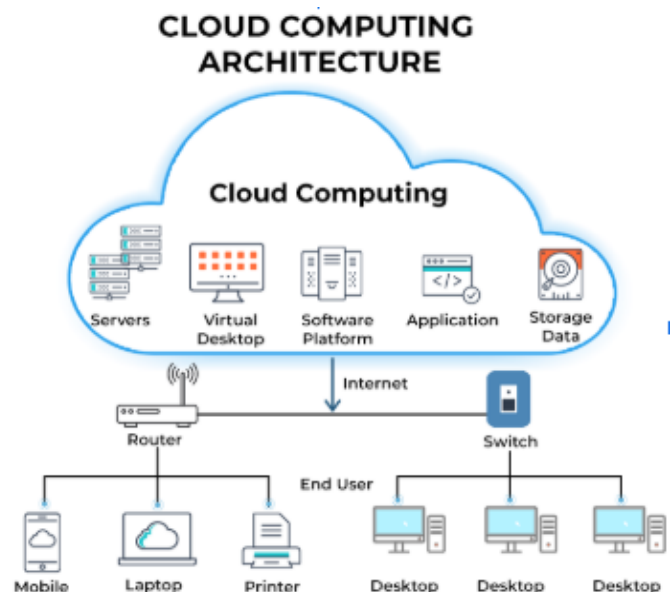 CLOUD COMPUTING
ARCHITECTURE
Cloud Computing
Servers
Virtual
Desktop
Software
Platform
</>
Application
Storage
Data
Internet
Router
Switch
End User
Mobile
Laptop
Printer
Desktop
Desktop
Desktop